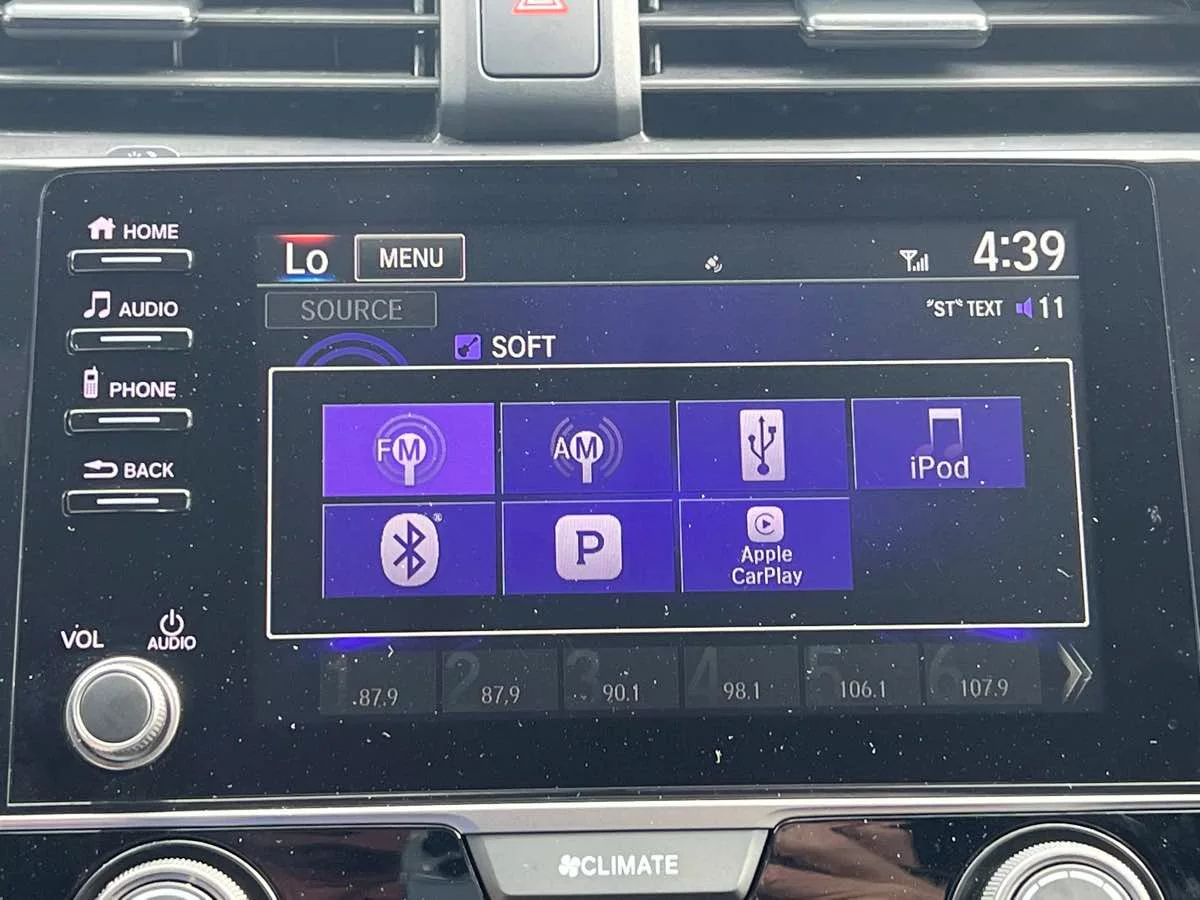 HOME
Lo MENU 4:39
AUDIO
SOURCE "ST" TEXT 11
SOFT
PHONE
FM AM iPod
BACK
P Apple
CarPlay
VOL AUDIO
1 87.9 2 87.9 3 90.1 4 98.1 5 106.1 6 107.9
CLIMATE